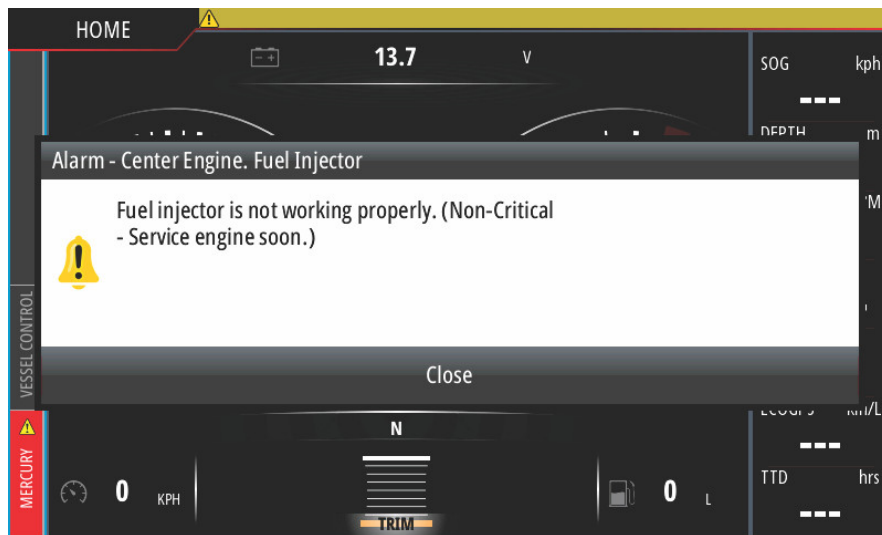 HOME
13.7 V
SOG kph
---
DEPTH m
Alarm - Center Engine. Fuel Injector
Fuel injector is not working properly. (Non-Critical
- Service engine soon.)
Close
VESSEL CONTROL
MERCURY
N
0 KPH
TRIM
0 L
km/L
---
TTD hrs
---